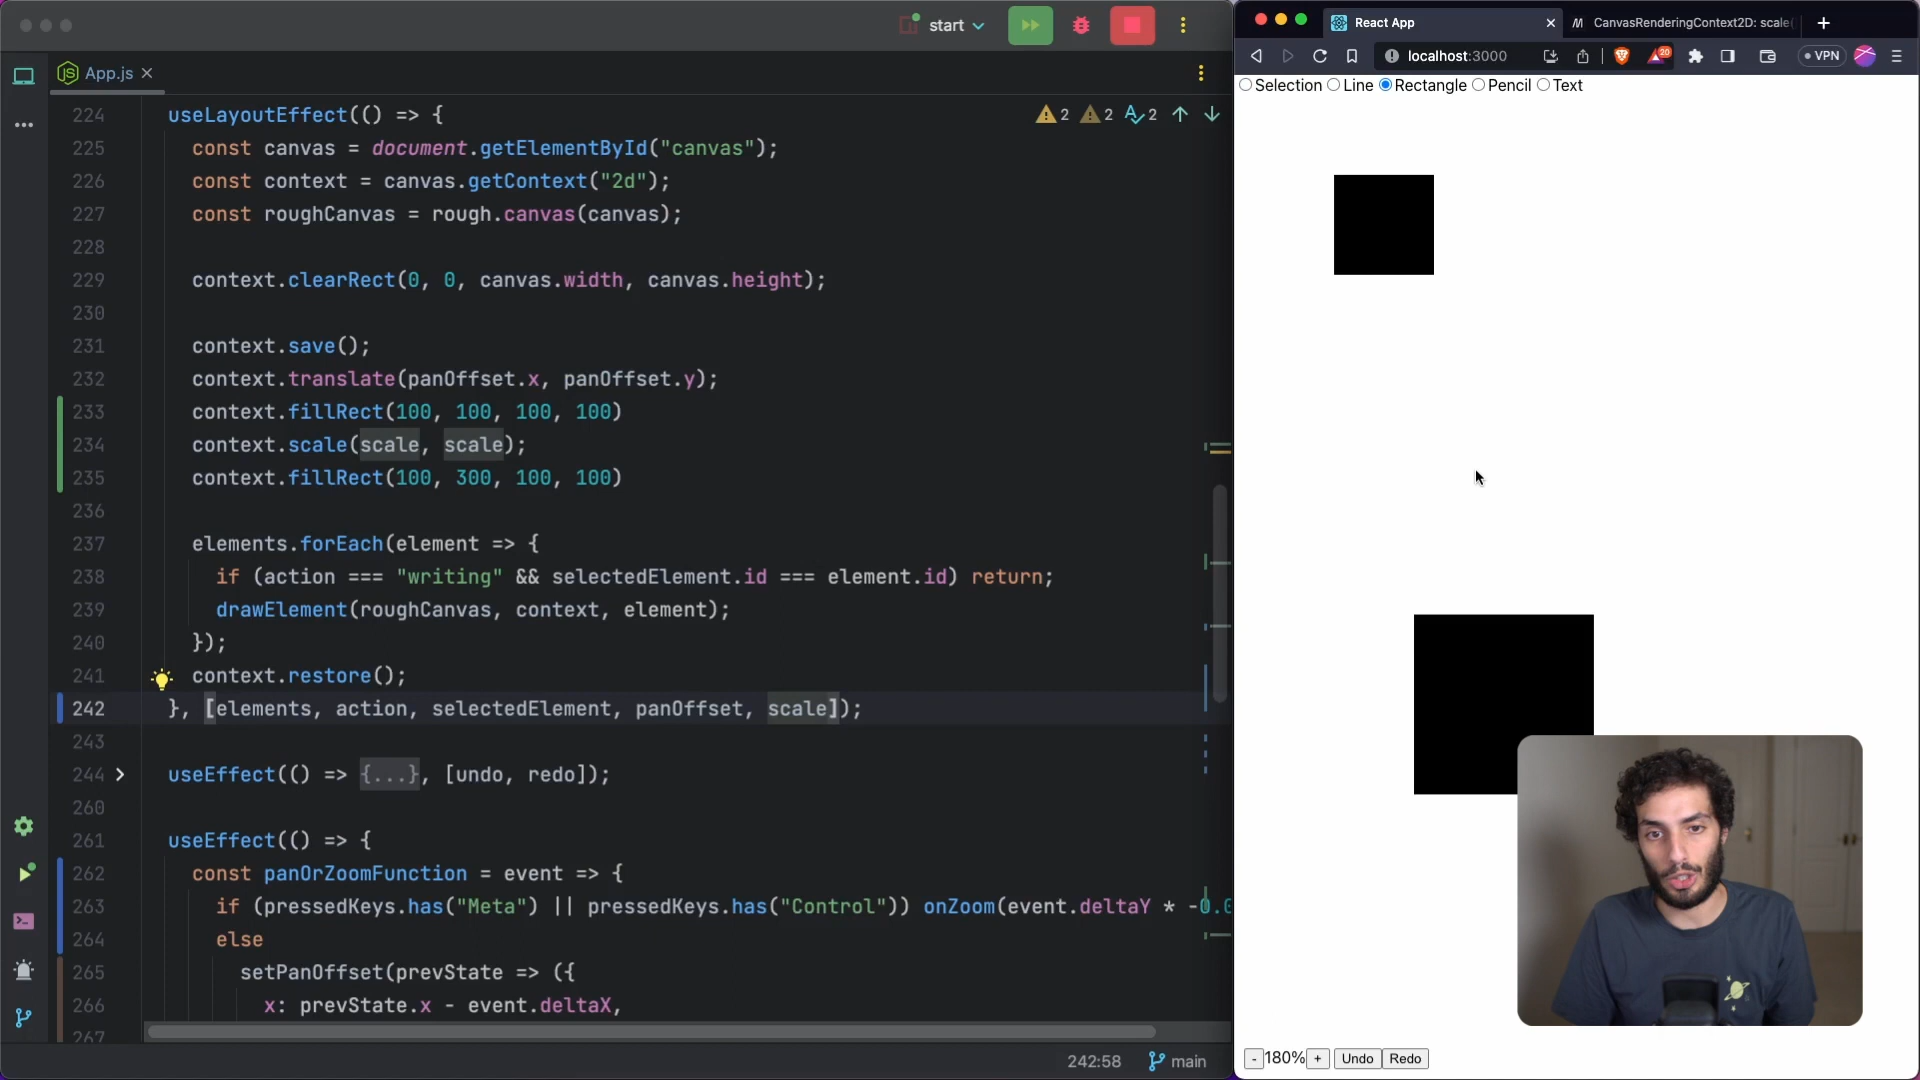 start
React App
CanvasRenderingContext2D: scale(
App.js
localhost:3000
20
VPN
Selection Line Rectangle Pencil Text
224 useLayoutEffect(() => {
2 2 2
225 const canvas = document.getElementById("canvas");
226 const context = canvas.getContext("2d");
227 const roughCanvas = rough.canvas(canvas);
228
229 context.clearRect(0, 0, canvas.width, canvas.height);
230
231 context.save();
232 context.translate(panOffset.x, panOffset.y);
233 context.fillRect(100, 100, 100, 100)
234 context.scale(scale, scale);
235 context.fillRect(100, 300, 100, 100)
236
237 elements.forEach(element => {
238 if (action === "writing" && selectedElement.id === element.id) return;
239 drawElement(roughCanvas, context, element);
240 });
241 context.restore();
242 }, [elements, action, selectedElement, panOffset, scale]);
243
244 useEffect(() => {...}, [undo, redo]);
260
261 useEffect(() => {
262 const panOrZoomFunction = event => {
263 if (pressedKeys.has("Meta") || pressedKeys.has("Control")) onZoom(event.deltaY * -0.0
264 else
265 setPanOffset(prevState => ({
266 x: prevState.x - event.deltaX,
267
242:58 main
- 180% + Undo Redo